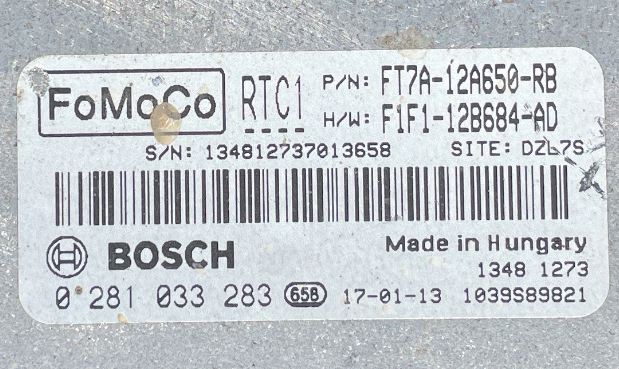 FoMoCo RTC1 P/N: FT7A-12A650-RB
H/W: F1F1-12B684-AD
S/N: 134812737013658 SITE: DZL7S
BOSCH Made in Hungary
1348 1273
0 281 033 283 658 17-01-13 1039S89821